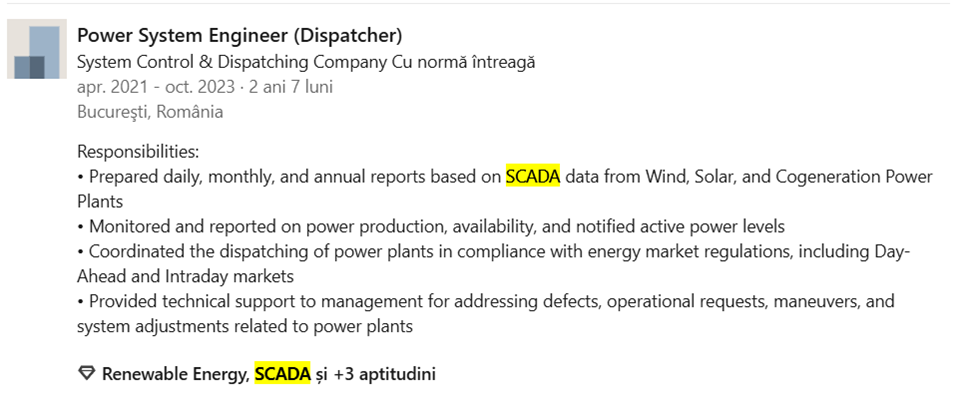 Power System Engineer (Dispatcher)
System Control & Dispatching Company Cu normă întreagă
apr. 2021 - oct. 2023 · 2 ani 7 luni
Bucureşti, România
Responsibilities:
• Prepared daily, monthly, and annual reports based on SCADA data from Wind, Solar, and Cogeneration Power
Plants
• Monitored and reported on power production, availability, and notified active power levels
• Coordinated the dispatching of power plants in compliance with energy market regulations, including Day-
Ahead and Intraday markets
• Provided technical support to management for addressing defects, operational requests, maneuvers, and
system adjustments related to power plants
Renewable Energy, SCADA și +3 aptitudini